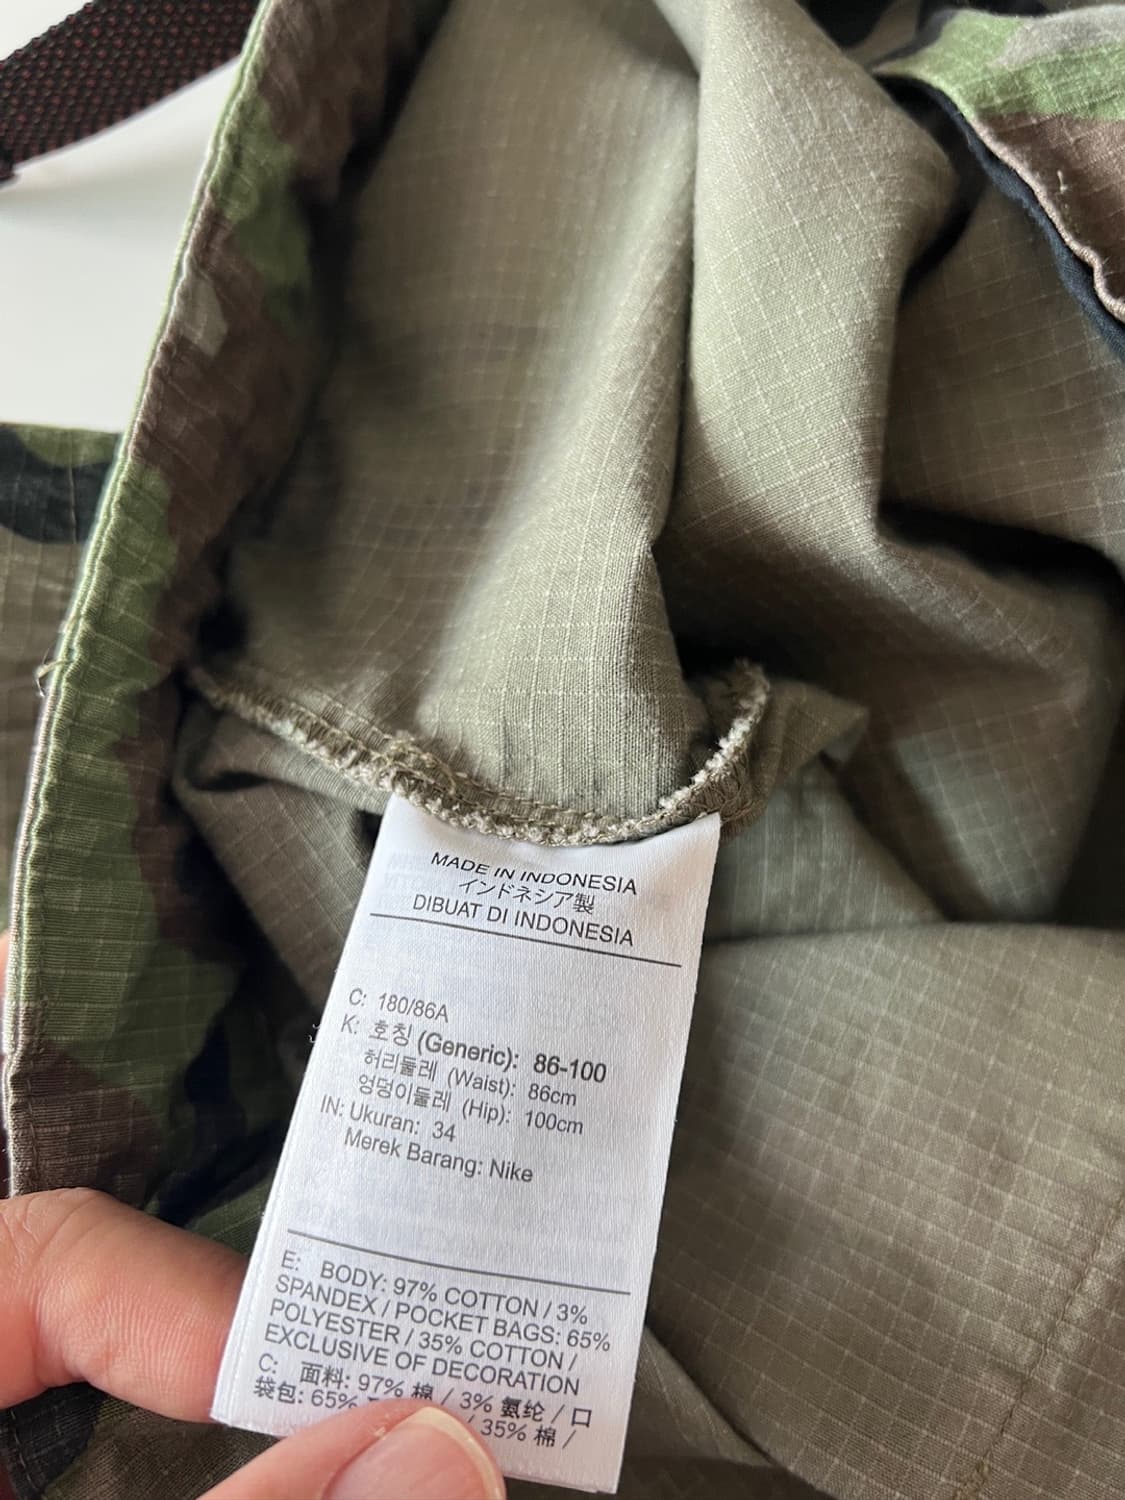 MADE IN INDONESIA
インドネシア製
DIBUAT DI INDONESIA
C: 180/86A
K: 호칭 (Generic): 86-100
허리둘레 (Waist): 86cm
엉덩이둘레 (Hip): 100cm
IN: Ukuran: 34
Merek Barang: Nike
E: BODY: 97% COTTON / 3%
SPANDEX / POCKET BAGS: 65%
POLYESTER / 35% COTTON /
EXCLUSIVE OF DECORATION
C: 面料: 97% 棉 / 3% 氨纶 / 口
袋包: 65% / 35% 棉 /